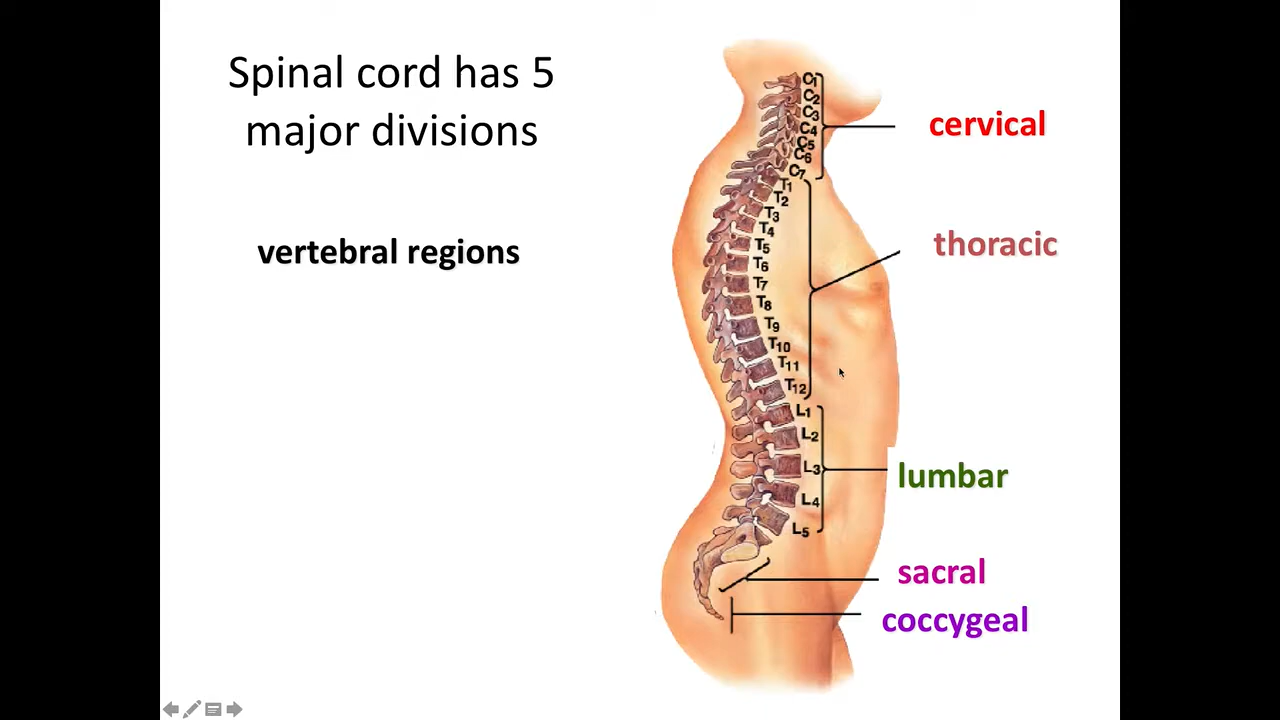 Spinal cord has 5
major divisions
vertebral regions
C1
C2
C3
C4
C5
C6
C7
T1
T2
T3
T4
T5
T6
T7
T8
T9
T10
T11
T12
L1
L2
L3
L4
L5
cervical
thoracic
lumbar
sacral
coccygeal